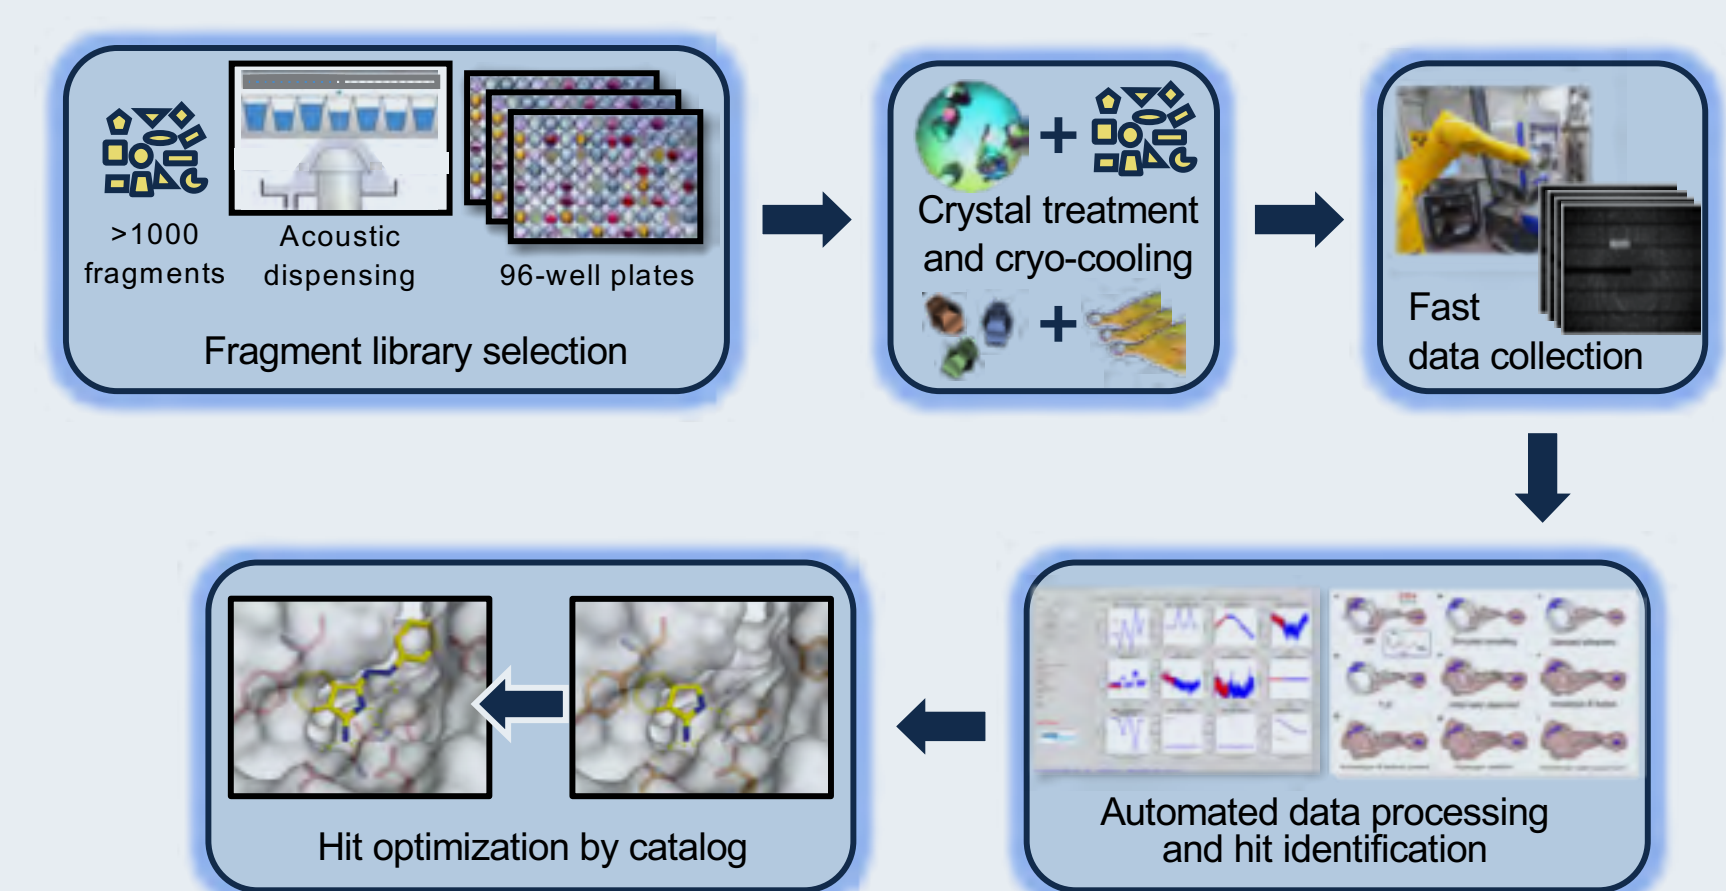 >1000
fragments
Acoustic
dispensing
96-well plates
Fragment library selection
Crystal treatment
and cryo-cooling
Fast
data collection
Automated data processing
and hit identification
Hit optimization by catalog